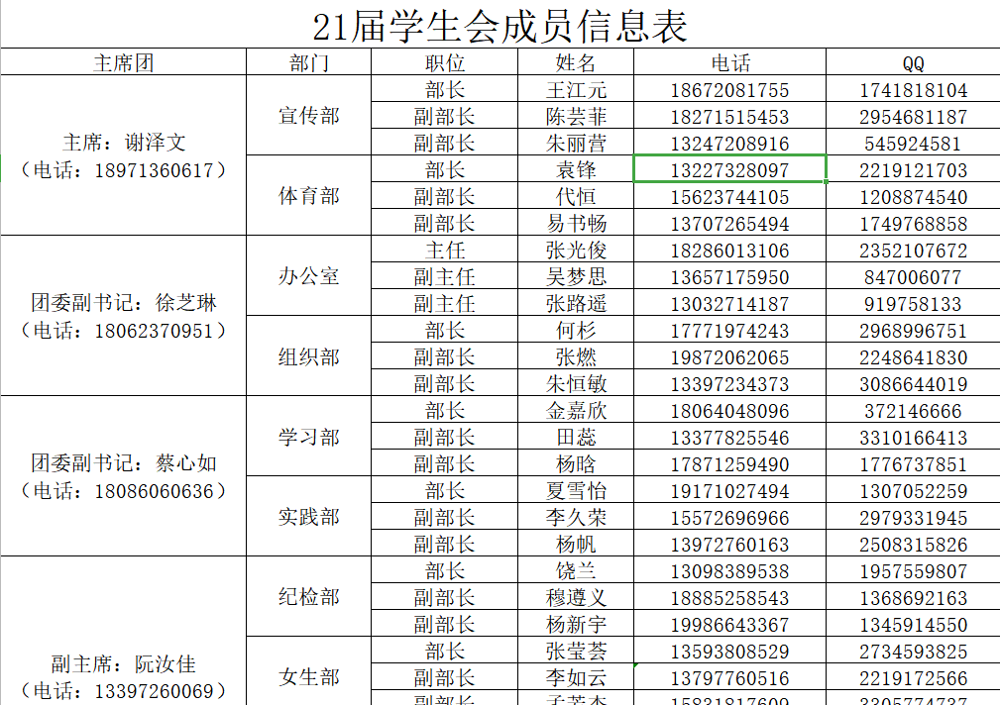 21届学生会成员信息表
主席团 部门 职位 姓名 电话 QQ
主席：谢泽文
（电话：18971360617）
宣传部
部长 王江元 18672081755 1741818104
副部长 陈芸菲 18271515453 2954681187
副部长 朱丽营 13247208916 545924581
体育部
部长 袁锋 13227328097 2219121703
副部长 代恒 15623744105 1208874540
副部长 易书畅 13707265494 1749768858
团委副书记：徐芝琳
（电话：18062370951）
办公室
主任 张光俊 18286013106 2352107672
副主任 吴梦思 13657175950 847006077
副主任 张路遥 13032714187 919758133
组织部
部长 何杉 17771974243 2968996751
副部长 张燃 19872062065 2248641830
副部长 朱恒敏 13397234373 3086644019
团委副书记：蔡心如
（电话：18086060636）
学习部
部长 金嘉欣 18064048096 372146666
副部长 田蕊 13377825546 3310166413
副部长 杨晗 17871259490 1776737851
实践部
部长 夏雪怡 19171027494 1307052259
副部长 李久荣 15572696966 2979331945
副部长 杨帆 13972760163 2508315826
副主席：阮汝佳
（电话：13397260069）
纪检部
部长 饶兰 13098389538 1957559807
副部长 穆遵义 18885258543 1368692163
副部长 杨新宇 19986643367 1345914550
女生部
部长 张莹荟 13593808529 2734593825
副部长 李如云 13797760516 2219172566
副部长